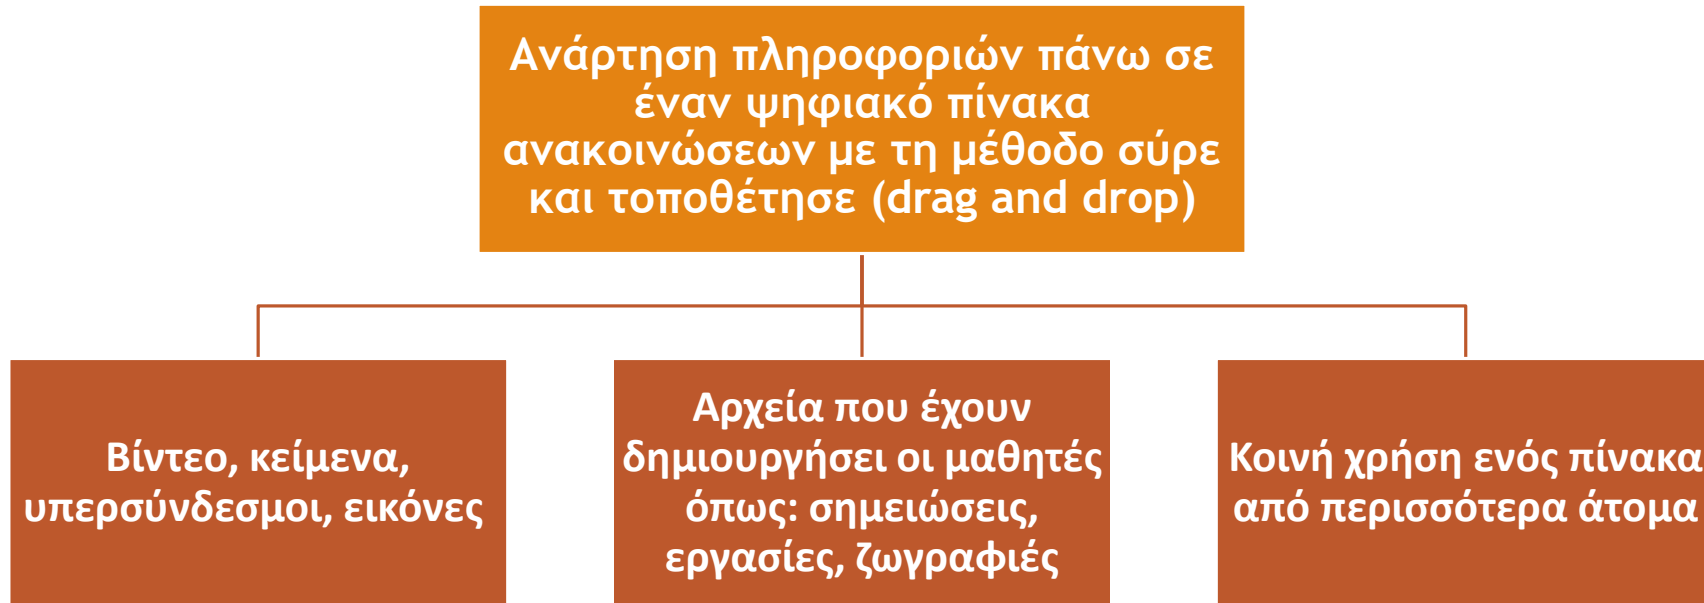 Ανάρτηση πληροφοριών πάνω σε
έναν ψηφιακό πίνακα
ανακοινώσεων με τη μέθοδο σύρε
και τοποθέτησε (drag and drop)
Βίντεο, κείμενα,
υπερσύνδεσμοι, εικόνες
Αρχεία που έχουν
δημιουργήσει οι μαθητές
όπως: σημειώσεις,
εργασίες, ζωγραφιές
Κοινή χρήση ενός πίνακα
από περισσότερα άτομα